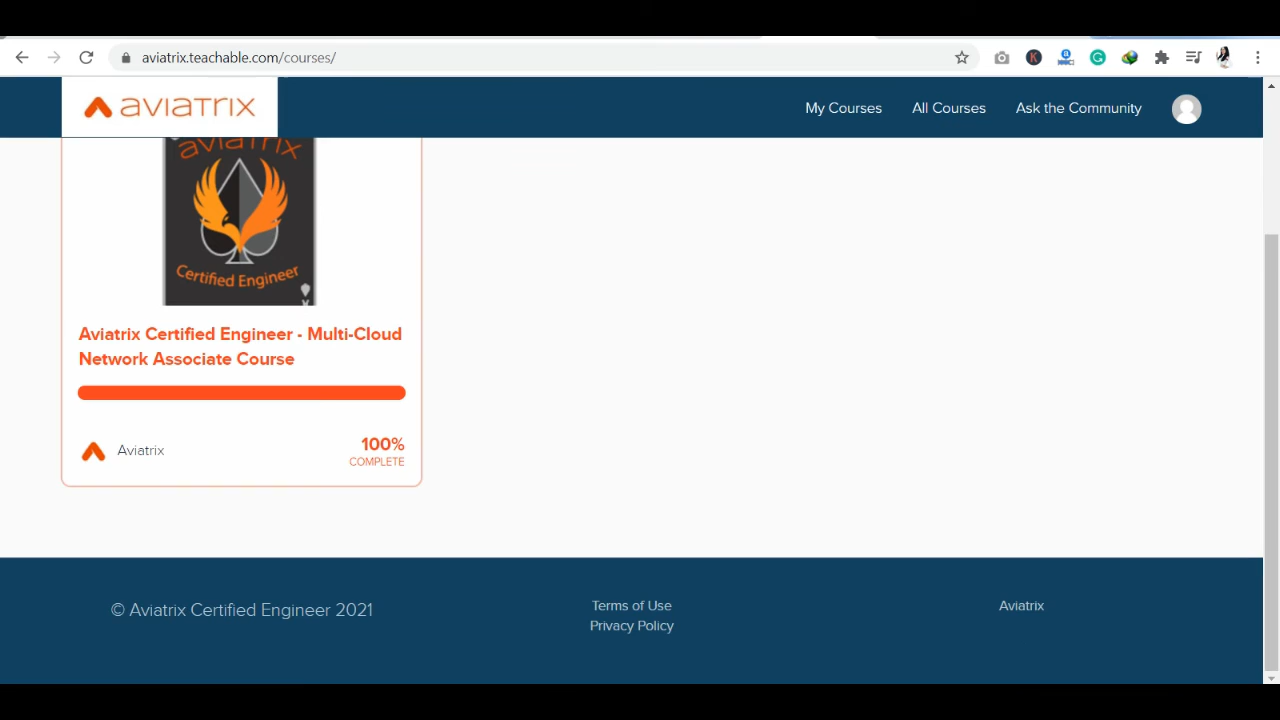 aviatrix.teachable.com/courses/
aviatrix
My Courses
All Courses
Ask the Community
aviatrix
Certified Engineer
Aviatrix Certified Engineer - Multi-Cloud
Network Associate Course
Aviatrix
100%
COMPLETE
© Aviatrix Certified Engineer 2021
Terms of Use
Privacy Policy
Aviatrix